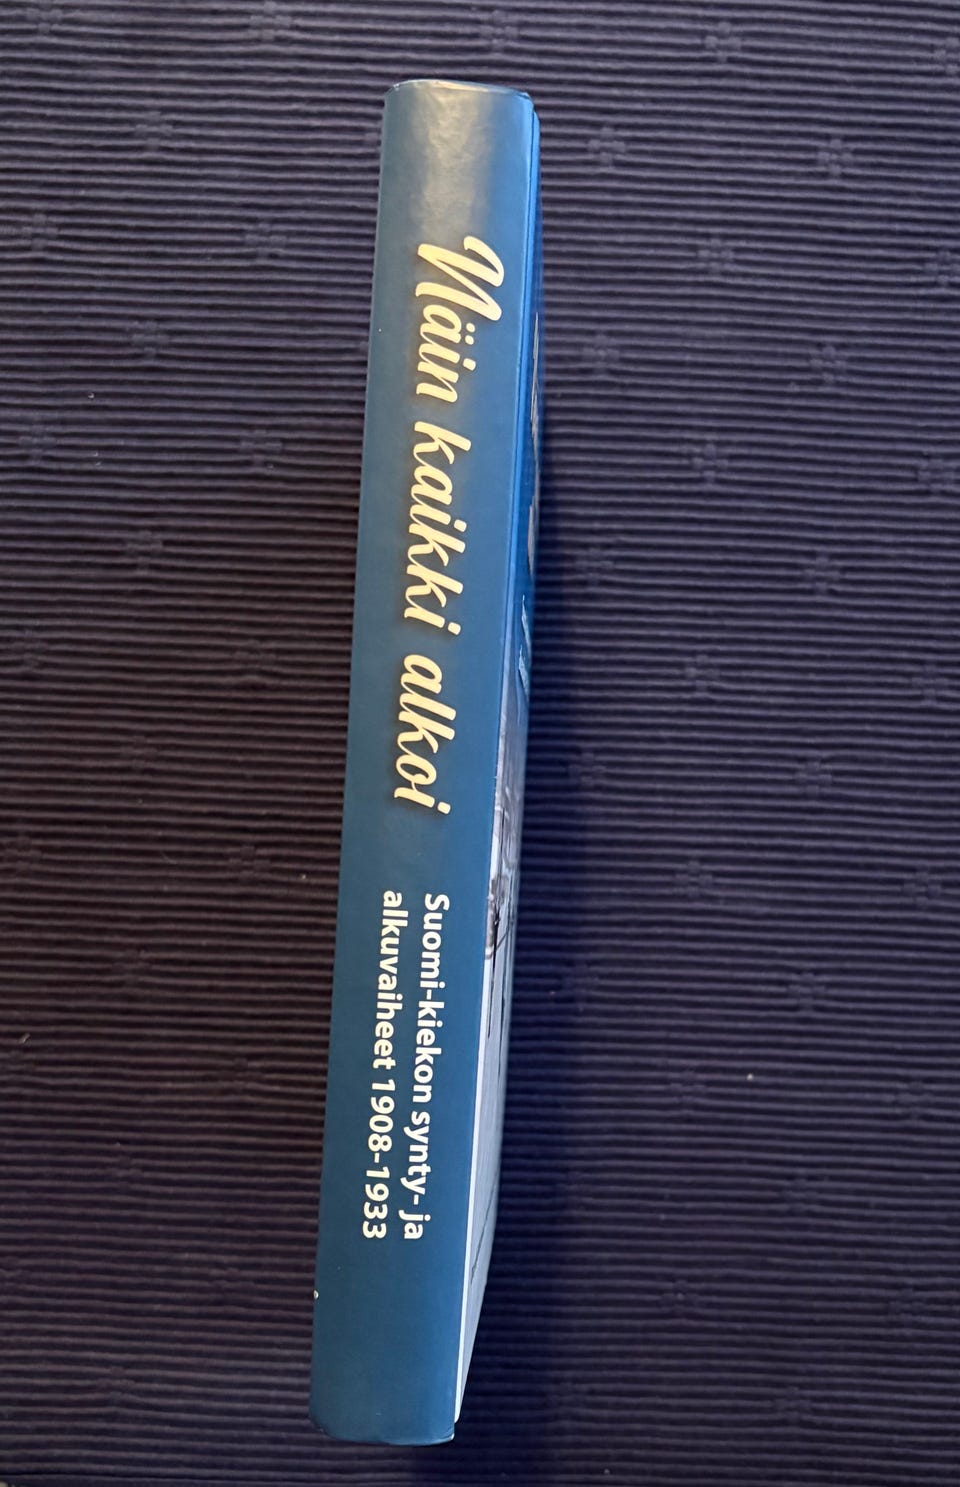 Näin kaikki alkoi
Suomi-kiekon synty- ja
alkuvaiheet 1908-1933